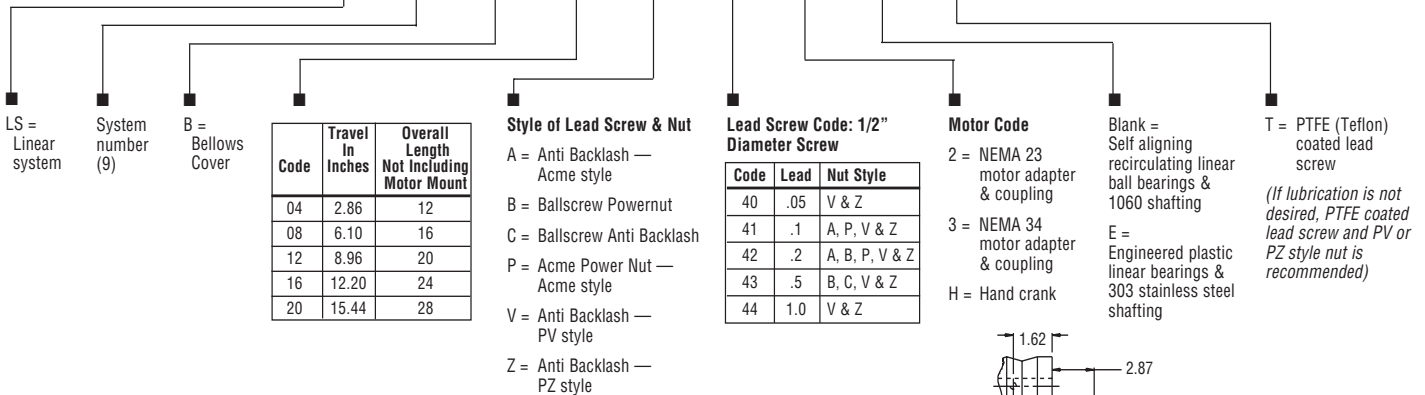 LS =
Linear
system
System
number
(9)
B =
Bellows
Cover
Code
Travel
In
Inches
Overall
Length
Not Including
Motor Mount
04 2.86 12
08 6.10 16
12 8.96 20
16 12.20 24
20 15.44 28
Style of Lead Screw & Nut
A = Anti Backlash —
Acme style
B = Ballscrew Powernut
C = Ballscrew Anti Backlash
P = Acme Power Nut —
Acme style
V = Anti Backlash —
PV style
Z = Anti Backlash —
PZ style
Lead Screw Code: 1/2”
Diameter Screw
Code Lead Nut Style
40 .05 V & Z
41 .1 A, P, V & Z
42 .2 A, B, P, V & Z
43 .5 B, C, V & Z
44 1.0 V & Z
Motor Code
2 = NEMA 23
motor adapter
& coupling
3 = NEMA 34
motor adapter
& coupling
H = Hand crank
Blank =
Self aligning
recirculating linear
ball bearings &
1060 shafting
E =
Engineered plastic
linear bearings &
303 stainless steel
shafting
T = PTFE (Teflon)
coated lead
screw
(If lubrication is not
desired, PTFE coated
lead screw and PV or
PZ style nut is
recommended)
1.62
2.87